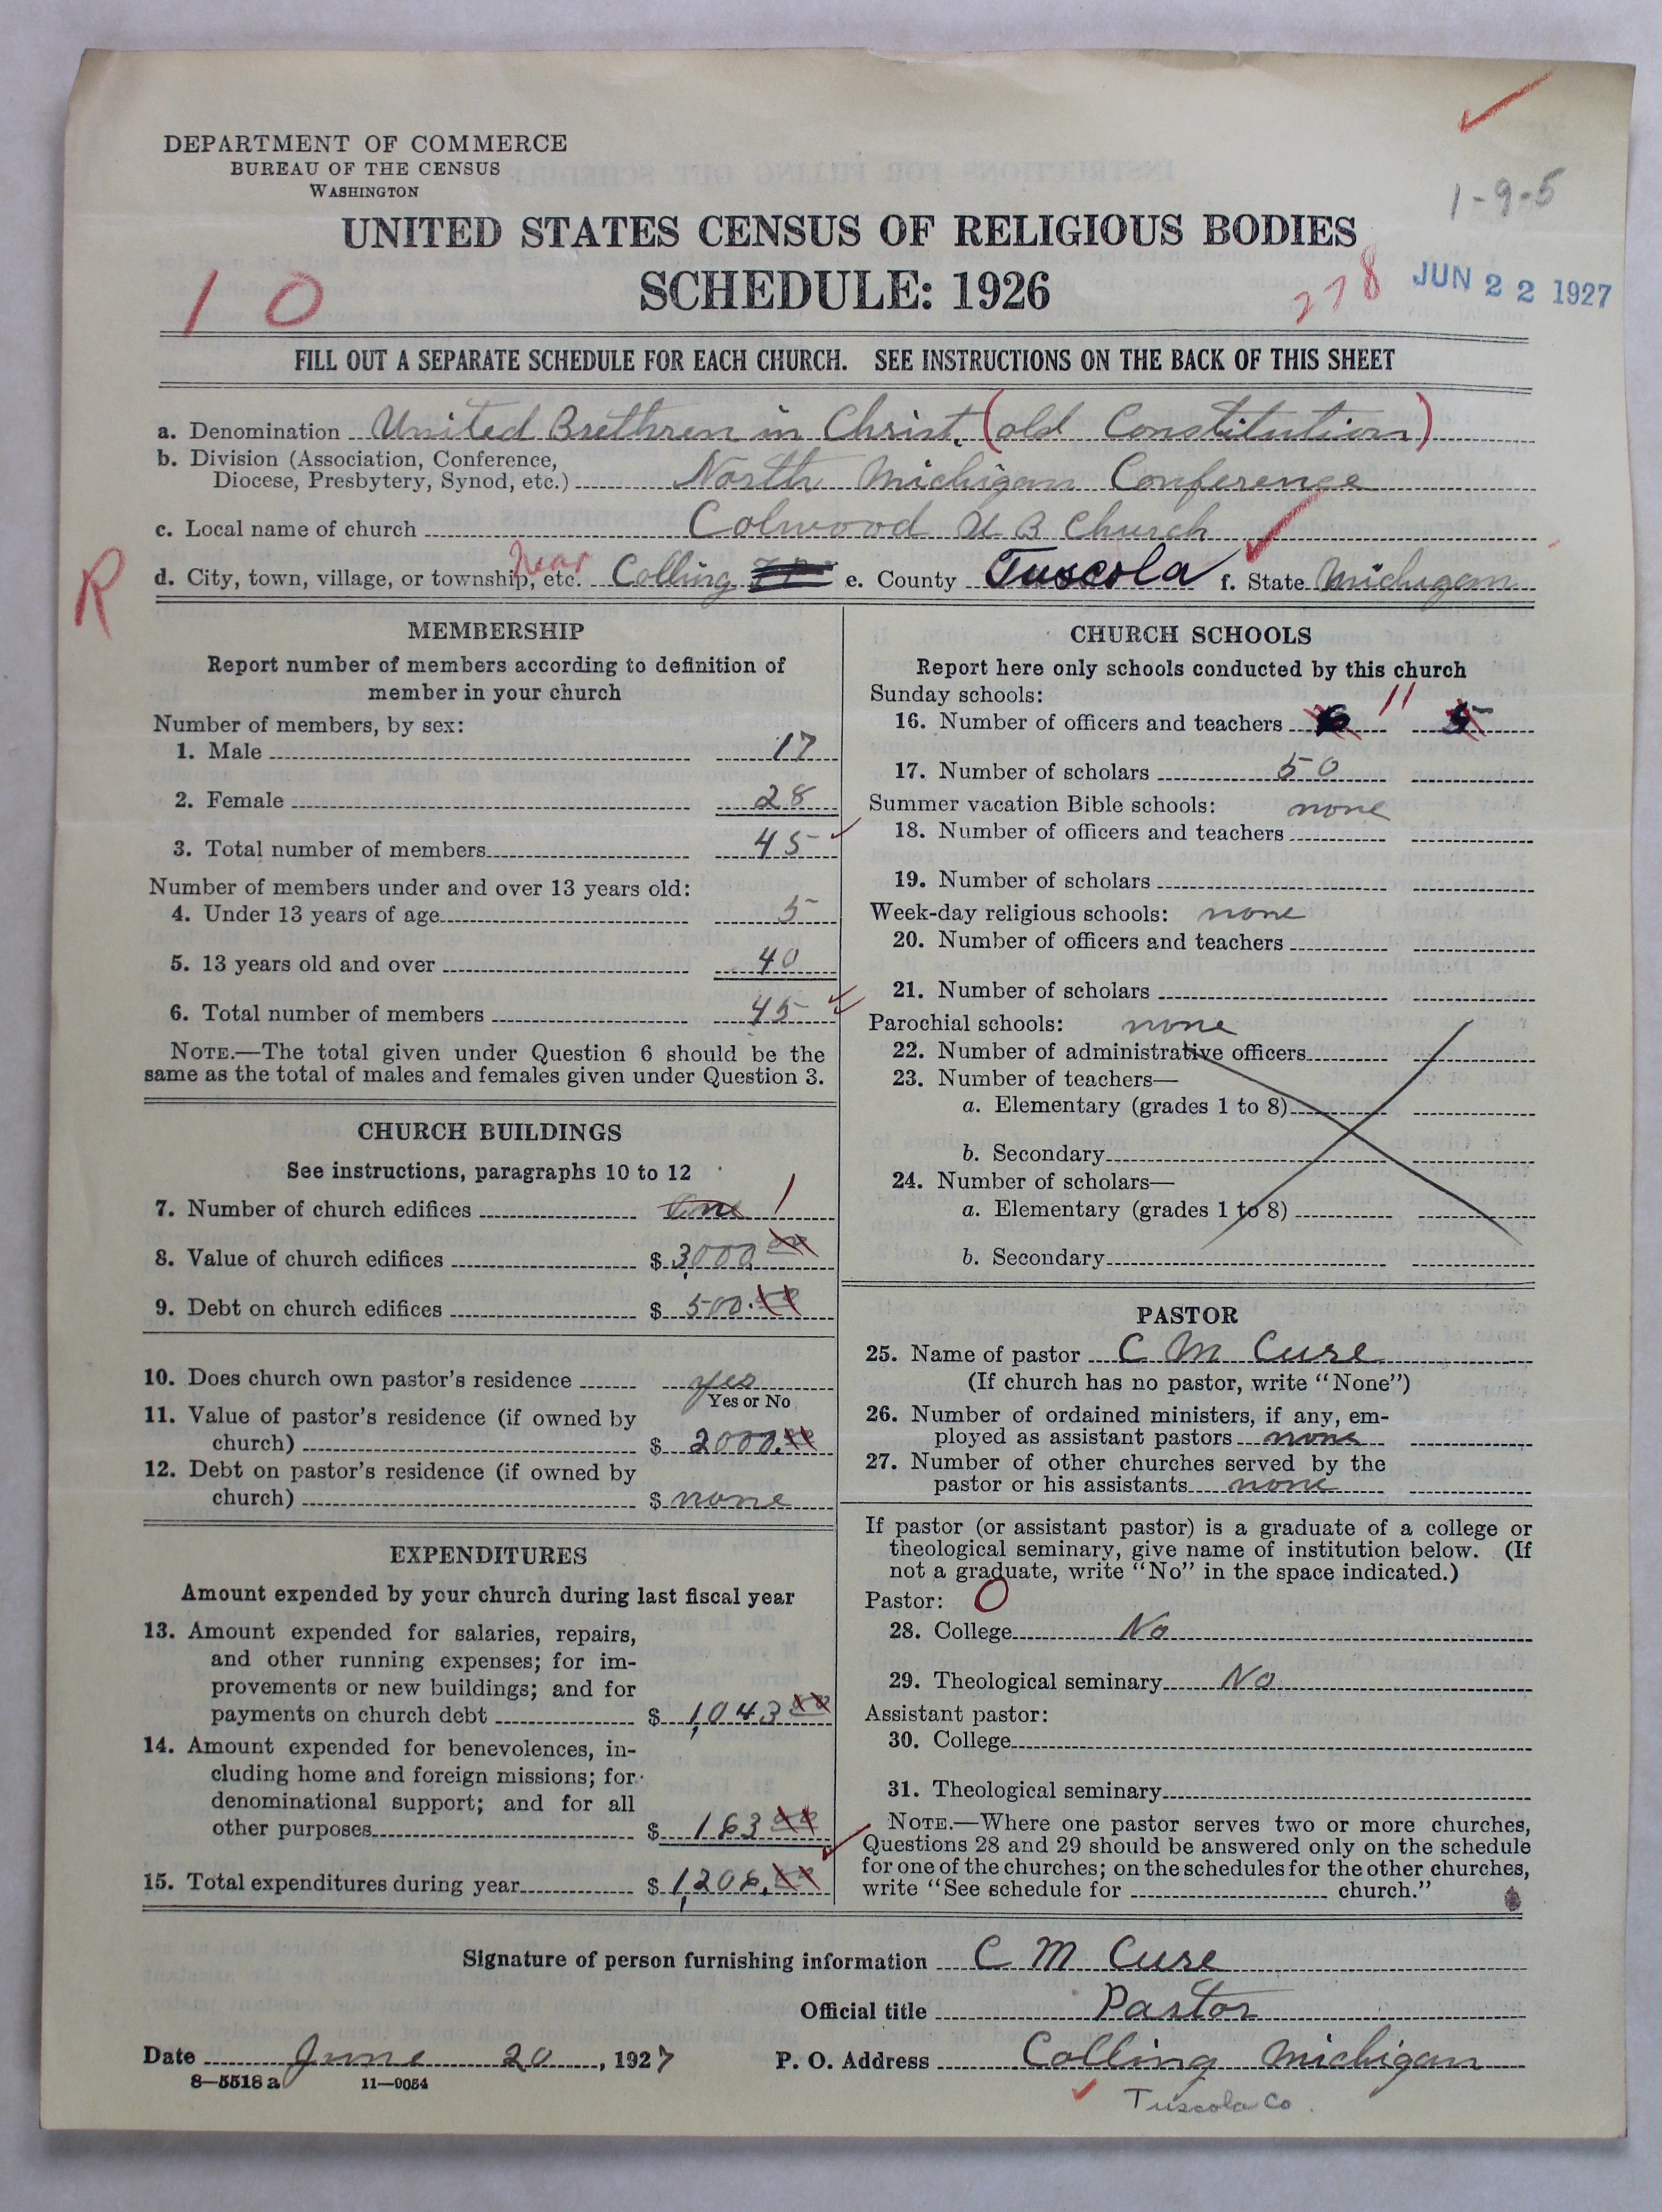 DEPARTMENT OF COMMERCE
BUREAU OF THE CENSUS
WASHINGTON
1-9-5
UNITED STATES CENSUS OF RELIGIOUS BODIES
SCHEDULE: 1926
10
278
JUN 22 1927
FILL OUT A SEPARATE SCHEDULE FOR EACH CHURCH. SEE INSTRUCTIONS ON THE BACK OF THIS SHEET
a. Denomination United Brethren in Christ. (old Constitution)
b. Division (Association, Conference,
Diocese, Presbytery, Synod, etc.) North Michigan Conference
c. Local name of church Colwood U B Church
R
near
d. City, town, village, or township, etc. Colling e. County Tuscola f. State Michigan
MEMBERSHIP
Report number of members according to definition of
member in your church
Number of members, by sex:
1. Male 17
2. Female 28
3. Total number of members 45
Number of members under and over 13 years old:
4. Under 13 years of age 5
5. 13 years old and over 40
6. Total number of members 45
NOTE.—The total given under Question 6 should be the
same as the total of males and females given under Question 3.
CHURCH BUILDINGS
See instructions, paragraphs 10 to 12
7. Number of church edifices One 1
8. Value of church edifices $ 3,000.00
9. Debt on church edifices $ 500.00
10. Does church own pastor's residence yes
Yes or No
11. Value of pastor's residence (if owned by
church) $ 2000.00
12. Debt on pastor's residence (if owned by
church) $ none
EXPENDITURES
Amount expended by your church during last fiscal year
13. Amount expended for salaries, repairs,
and other running expenses; for im-
provements or new buildings; and for
payments on church debt $ 1,043 00
14. Amount expended for benevolences, in-
cluding home and foreign missions; for
denominational support; and for all
other purposes $ 163 00
15. Total expenditures during year $ 1,206.00
CHURCH SCHOOLS
Report here only schools conducted by this church
Sunday schools:
16. Number of officers and teachers 6 11 5
17. Number of scholars 50
Summer vacation Bible schools: none
18. Number of officers and teachers
19. Number of scholars
Week-day religious schools: none
20. Number of officers and teachers
21. Number of scholars
Parochial schools: none
22. Number of administrative officers
23. Number of teachers—
a. Elementary (grades 1 to 8)
b. Secondary
24. Number of scholars—
a. Elementary (grades 1 to 8)
b. Secondary
PASTOR
25. Name of pastor C M Cuse
(If church has no pastor, write "None")
26. Number of ordained ministers, if any, em-
ployed as assistant pastors none
27. Number of other churches served by the
pastor or his assistants none
If pastor (or assistant pastor) is a graduate of a college or
theological seminary, give name of institution below. (If
not a graduate, write "No" in the space indicated.)
Pastor: O
28. College No
29. Theological seminary No
Assistant pastor:
30. College
31. Theological seminary
NOTE.—Where one pastor serves two or more churches,
Questions 28 and 29 should be answered only on the schedule
for one of the churches; on the schedules for the other churches,
write "See schedule for church."
Signature of person furnishing information C M Cuse
Official title Pastor
Date June 20, 1927 P. O. Address Colling Michigan
8—5518 a 11—9054
Tuscola Co.